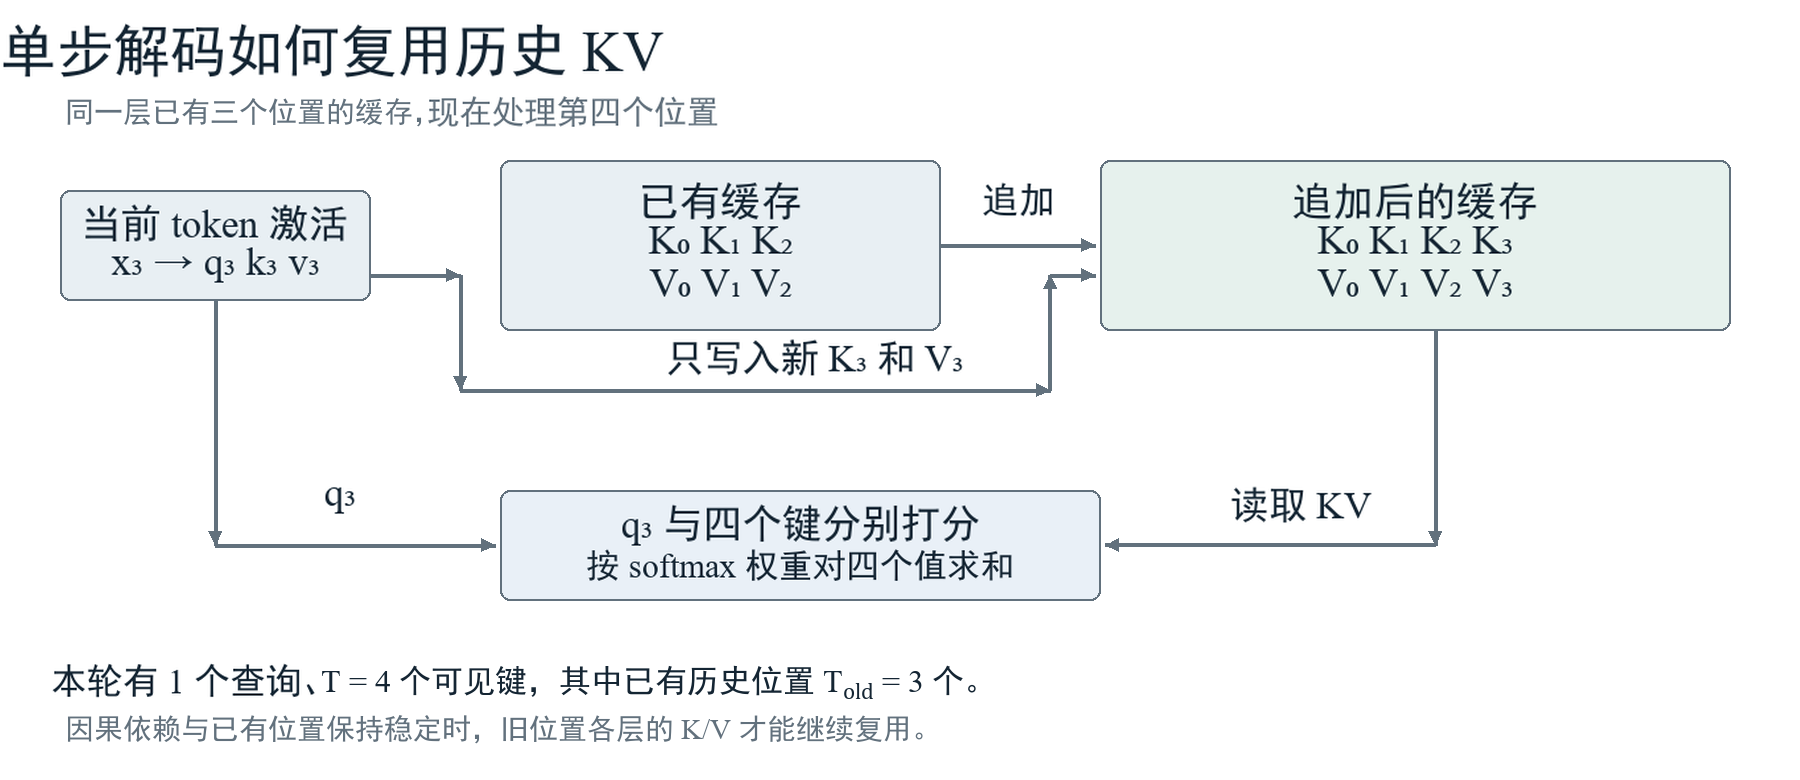 单步解码如何复用历史 KV
同一层已有三个位置的缓存,现在处理第四个位置
当前 token 激活
x₃ → q₃ k₃ v₃
已有缓存
K₀ K₁ K₂
V₀ V₁ V₂
追加
追加后的缓存
K₀ K₁ K₂ K₃
V₀ V₁ V₂ V₃
只写入新 K₃ 和 V₃
q₃
q₃ 与四个键分别打分
按 softmax 权重对四个值求和
读取 KV
本轮有 1 个查询、T = 4 个可见键，其中已有历史位置 T_old = 3 个。
因果依赖与已有位置保持稳定时，旧位置各层的 K/V 才能继续复用。